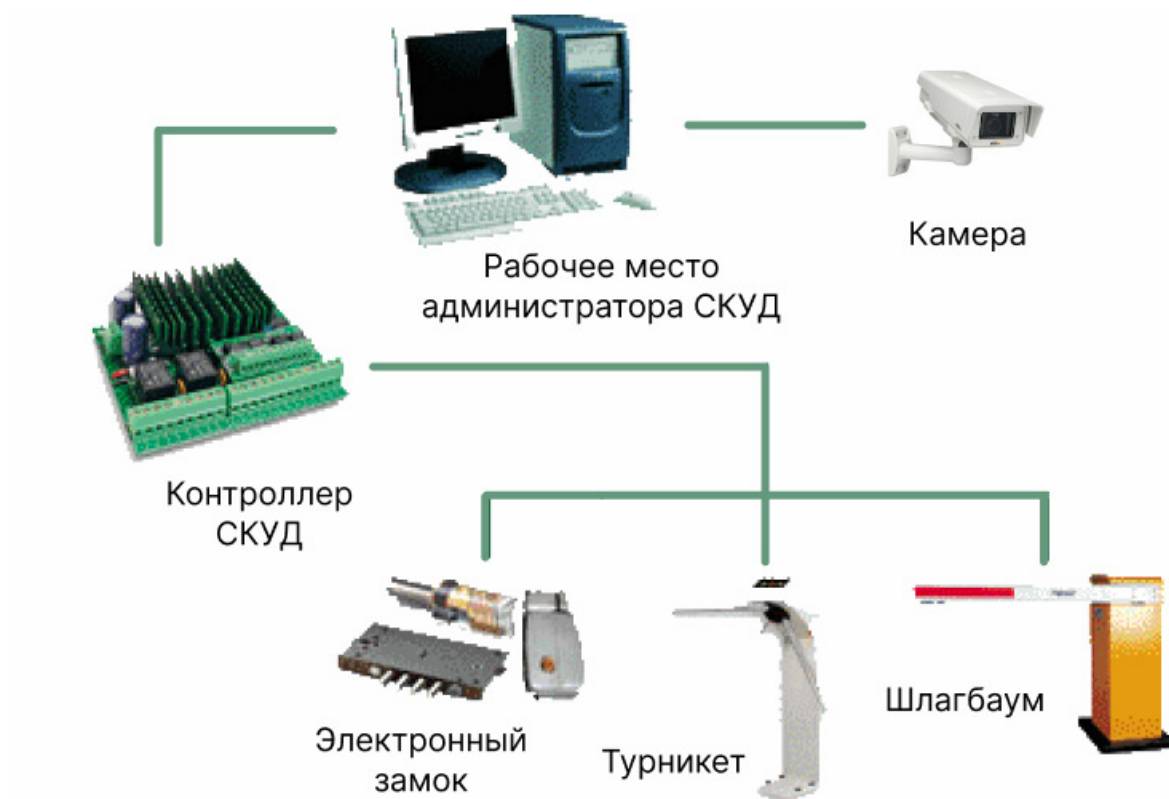 Камера
Рабочее место
администратора СКУД
Контроллер
СКУД
Электронный
замок
Турникет
Шлагбаум